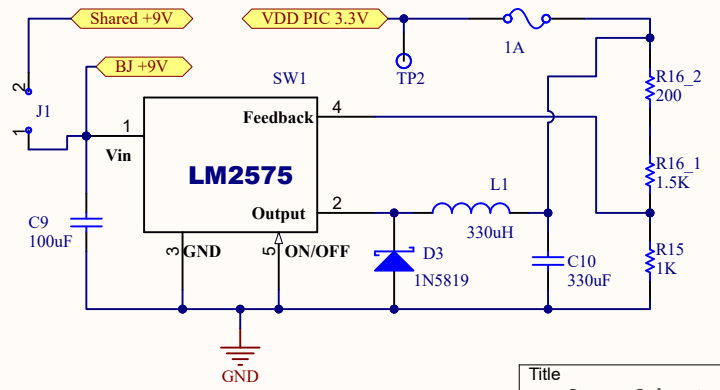 Shared +9V
VDD PIC 3.3V
1A
BJ +9V
TP2
SW1
R16_2
200
2
J1
1
1
Vin
Feedback
4
LM2575
R16_1
1.5K
L1
Output
2
330uH
C9
100uF
3
GND
5
ON/OFF
D3
1N5819
C10
330uF
R15
1K
GND
Title